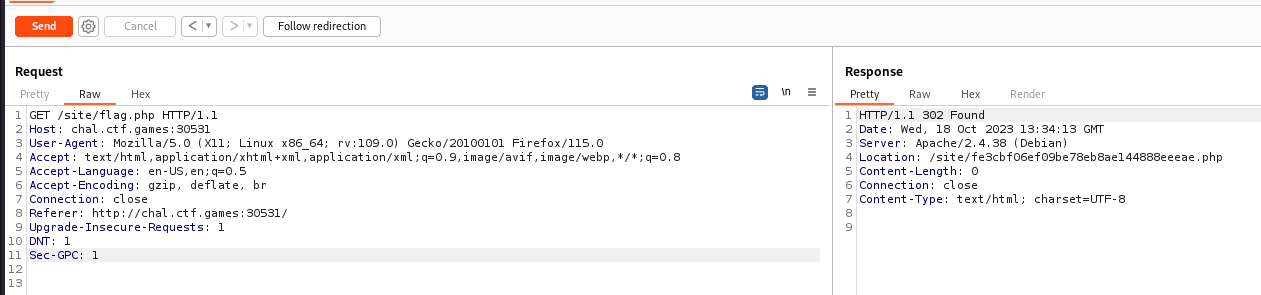 Send Cancel < > Follow redirection
Request
Pretty Raw Hex \n
1 GET /site/flag.php HTTP/1.1
2 Host: chal.ctf.games:30531
3 User-Agent: Mozilla/5.0 (X11; Linux x86_64; rv:109.0) Gecko/20100101 Firefox/115.0
4 Accept: text/html,application/xhtml+xml,application/xml;q=0.9,image/avif,image/webp,*/*;q=0.8
5 Accept-Language: en-US,en;q=0.5
6 Accept-Encoding: gzip, deflate, br
7 Connection: close
8 Referer: http://chal.ctf.games:30531/
9 Upgrade-Insecure-Requests: 1
10 DNT: 1
11 Sec-GPC: 1
12
13
Response
Pretty Raw Hex Render
1 HTTP/1.1 302 Found
2 Date: Wed, 18 Oct 2023 13:34:13 GMT
3 Server: Apache/2.4.38 (Debian)
4 Location: /site/fe3cbf06ef09be78eb8ae144888eeeae.php
5 Content-Length: 0
6 Connection: close
7 Content-Type: text/html; charset=UTF-8
8
9